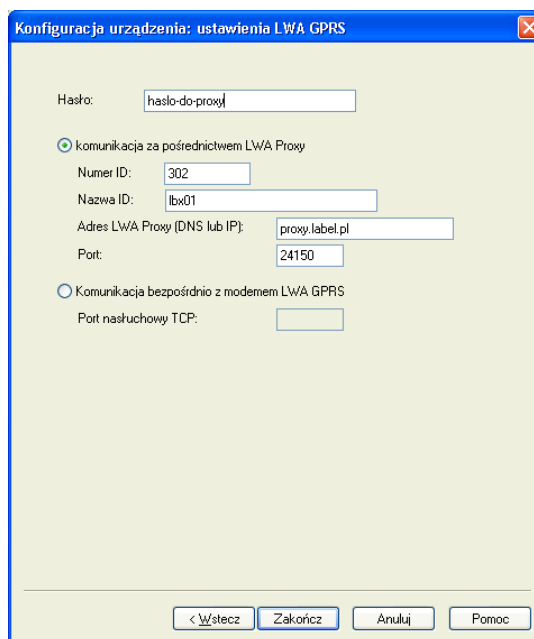 Konfiguracja urządzenia: ustawienia LWA GPRS
Hasło: haslo-do-proxy
komunikacja za pośrednictwem LWA Proxy
Numer ID: 302
Nazwa ID: lbx01
Adres LWA Proxy (DNS lub IP): proxy.label.pl
Port: 24150
Komunikacja bezpośrdnio z modemem LWA GPRS
Port nasłuchowy TCP:
< Wstecz Zakończ Anuluj Pomoc